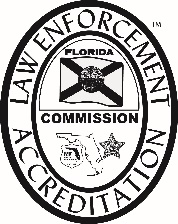 LAW ENFORCEMENT
TM
FLORIDA
COMMISSION
ACCREDITATION